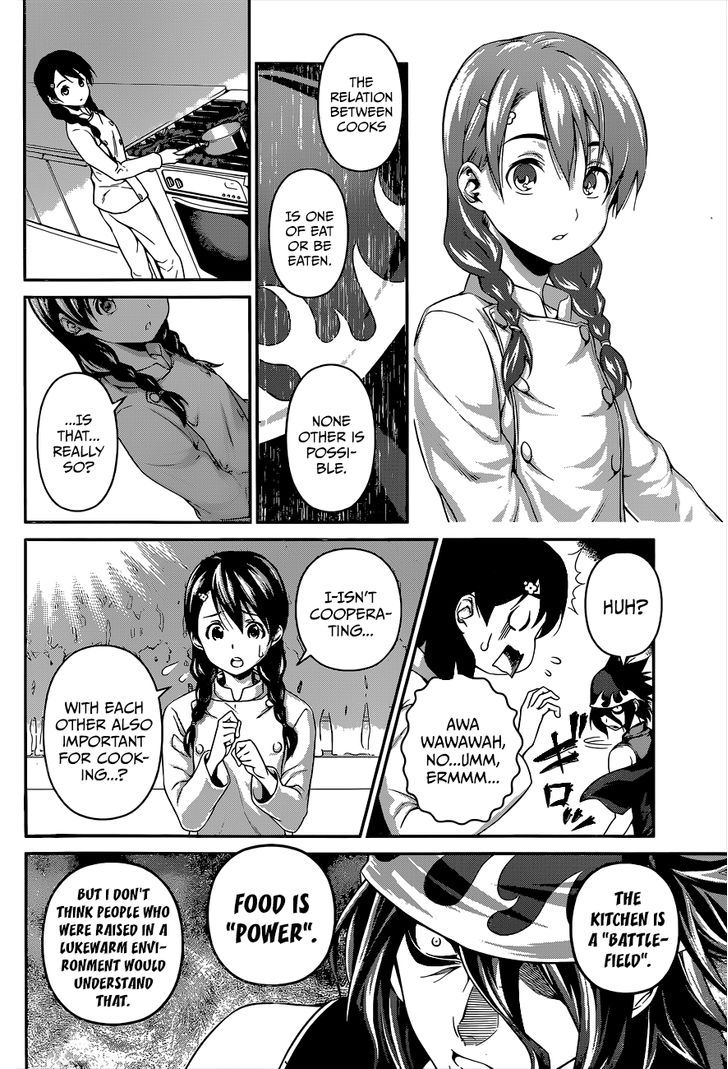 THE
RELATION
BETWEEN
COOKS
IS ONE
OF EAT
OR BE
EATEN.
NONE
OTHER IS
POSSI-
BLE.
...IS
THAT...
REALLY
SO?
HUH?
AWA
WAWAWAH,
NO...UMM,
ERMMM...
ギロ
I-ISN'T
COOPERA-
TING...
WITH EACH
OTHER ALSO
IMPORTANT
FOR COOK-
ING...?
THE
KITCHEN IS
A "BATTLE-
FIELD".
FOOD IS
"POWER".
BUT I DON'T
THINK PEOPLE WHO
WERE RAISED IN A
LUKEWARM ENVI-
RONMENT WOULD
UNDERSTAND
THAT.